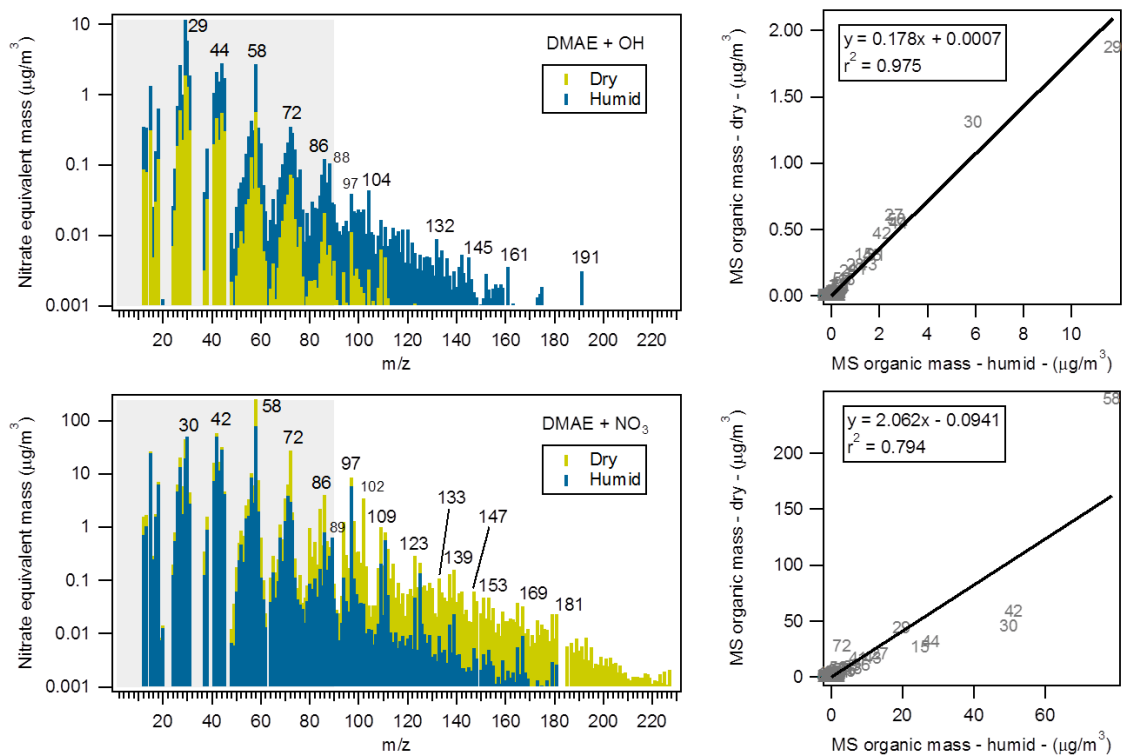 Nitrate equivalent mass (µg/m³)
10
1
0.1
0.01
0.001
29
44
58
72
86
88
97
104
132
145
161
191
DMAE + OH
Dry
Humid
0 20 40 60 80 100 120 140 160 180 200 220
m/z
MS organic mass - dry - (µg/m³)
2.00
1.50
1.00
0.50
0.00
y = 0.178x + 0.0007
r² = 0.975
29
30
27
42
0 2 4 6 8 10
MS organic mass - humid - (µg/m³)
Nitrate equivalent mass (µg/m³)
100
10
1
0.1
0.01
0.001
30
42
58
72
86
89
97
102
109
123
133
139
147
153
169
181
DMAE + NO₃
Dry
Humid
0 20 40 60 80 100 120 140 160 180 200 220
m/z
MS organic mass - dry - (µg/m³)
200
150
100
50
0
y = 2.062x - 0.0941
r² = 0.794
58
42
30
29
44
15
72
0 20 40 60
MS organic mass - humid - (µg/m³)